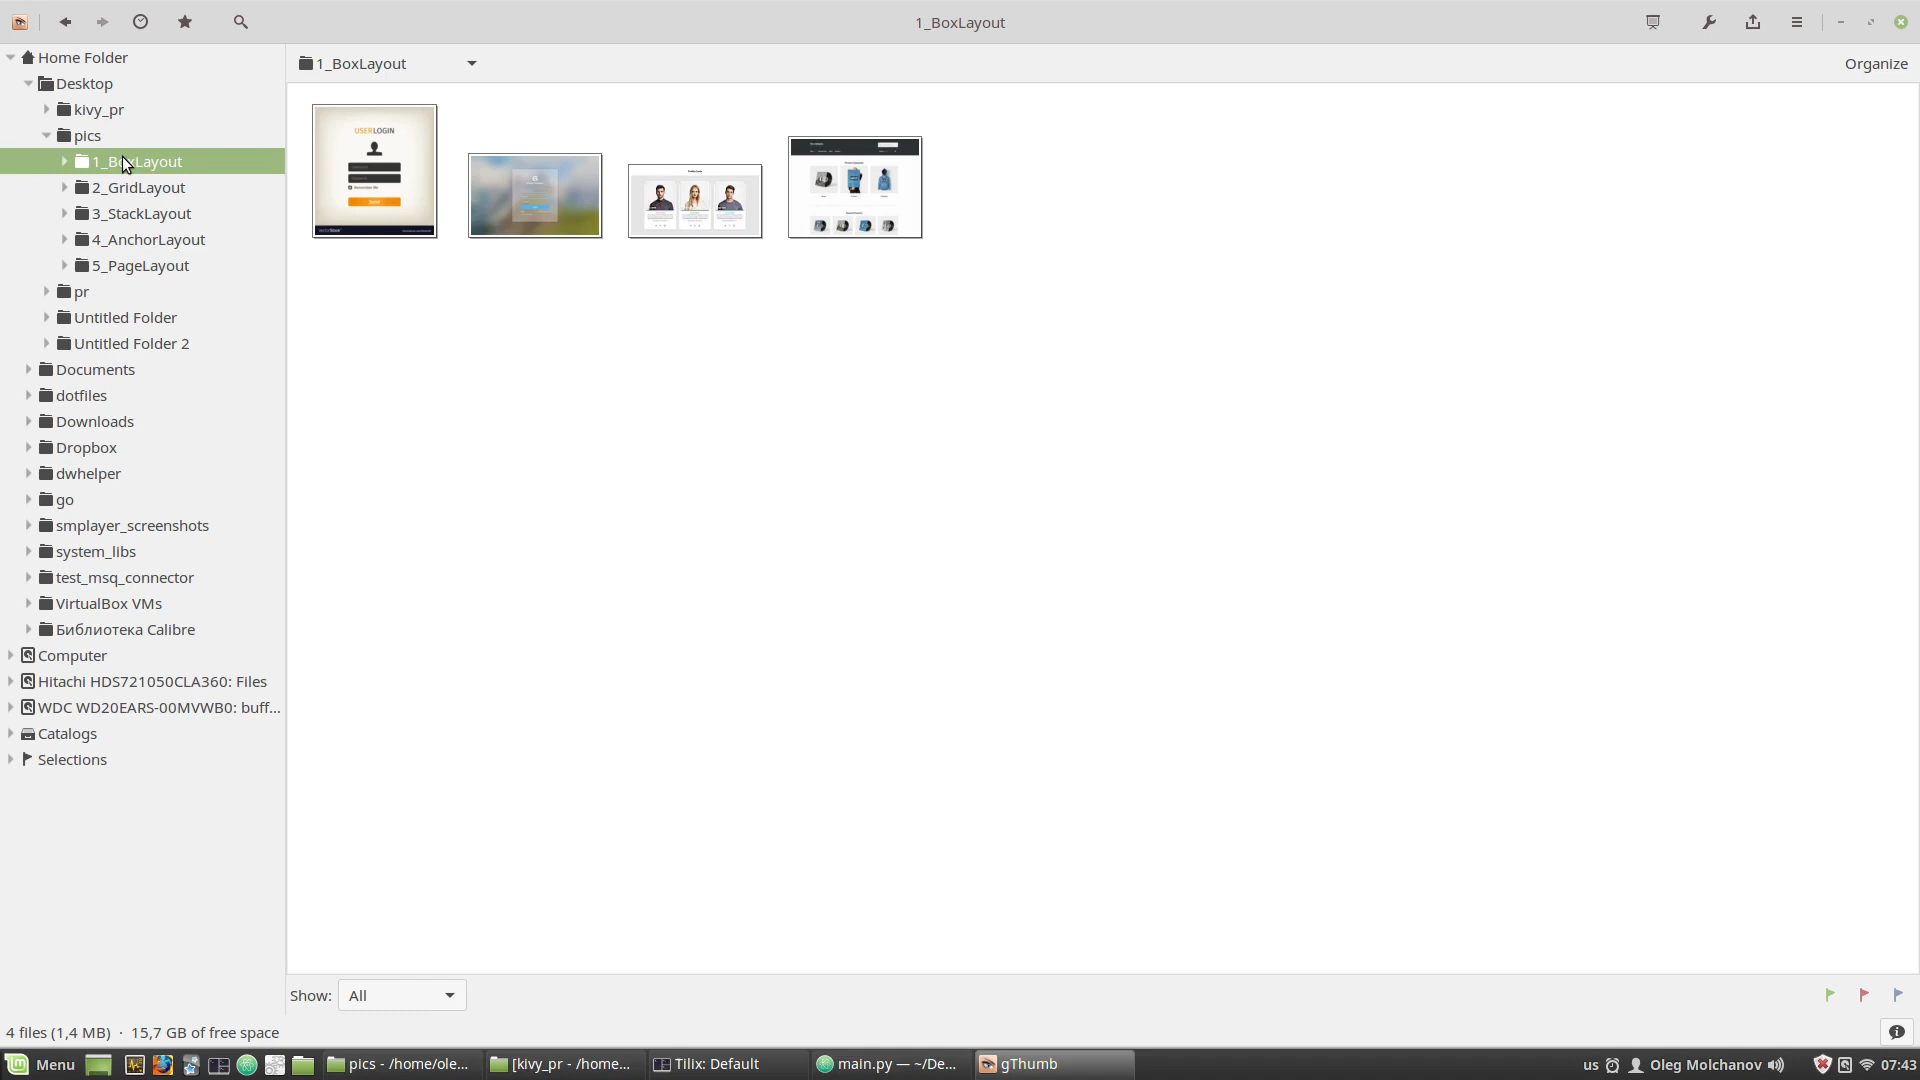 1_BoxLayout
Home Folder
Desktop
kivy_pr
pics
1_BoxLayout
2_GridLayout
3_StackLayout
4_AnchorLayout
5_PageLayout
pr
Untitled Folder
Untitled Folder 2
Documents
dotfiles
Downloads
Dropbox
dwhelper
go
smplayer_screenshots
system_libs
test_msq_connector
VirtualBox VMs
Библиотека Calibre
Computer
Hitachi HDS721050CLA360: Files
WDC WD20EARS-00MVWB0: buff...
Catalogs
Selections
1_BoxLayout
Organize
USERLOGIN
Remember Me
Send
Show: All
4 files (1,4 MB) · 15,7 GB of free space
Menu
pics - /home/ole...
[kivy_pr - /home...
Tilix: Default
main.py — ~/De...
gThumb
us
Oleg Molchanov
07:43